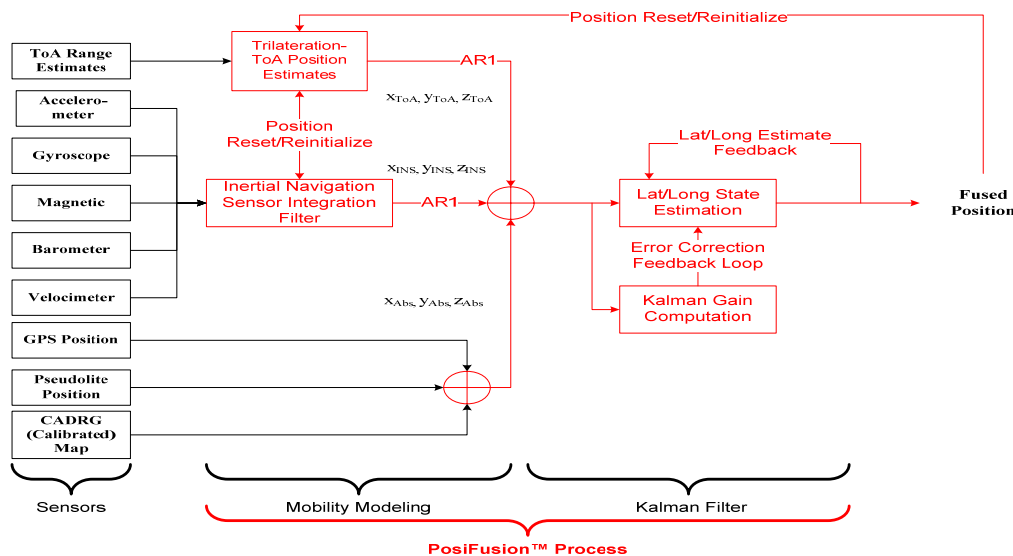 Position Reset/Reinitialize
ToA Range
Estimates
Trilateration-
ToA Position
Estimates
AR1
Accelero-
meter
xToA, yToA, zToA
Gyroscope
Position
Reset/Reinitialize
Lat/Long Estimate
Feedback
xINS, yINS, zINS
Magnetic
Inertial Navigation
Sensor Integration
Filter
AR1
Lat/Long State
Estimation
Fused
Position
Barometer
Error Correction
Feedback Loop
Velocimeter
xAbs, yAbs, zAbs
Kalman Gain
Computation
GPS Position
Pseudolite
Position
CADRG
(Calibrated)
Map
Sensors
Mobility Modeling
Kalman Filter
PosiFusion™ Process